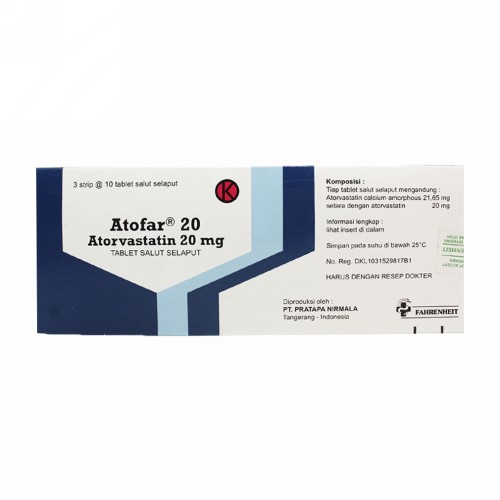 3 strip @ 10 tablet salut selaput
K
Atofar® 20
Atorvastatin 20 mg
TABLET SALUT SELAPUT
Komposisi :
Tiap tablet salut selaput mengandung :
Atorvastatin calcium amorphous 21,65 mg
setara dengan atorvastatin 20 mg
Informasi lengkap :
lihat insert di dalam
Simpan pada suhu di bawah 25°C
No. Reg. DKL1031529817B1
HARUS DENGAN RESEP DOKTER
Diproduksi oleh :
PT. PRATAPA NIRMALA
Tangerang - Indonesia
FAHRENHEIT